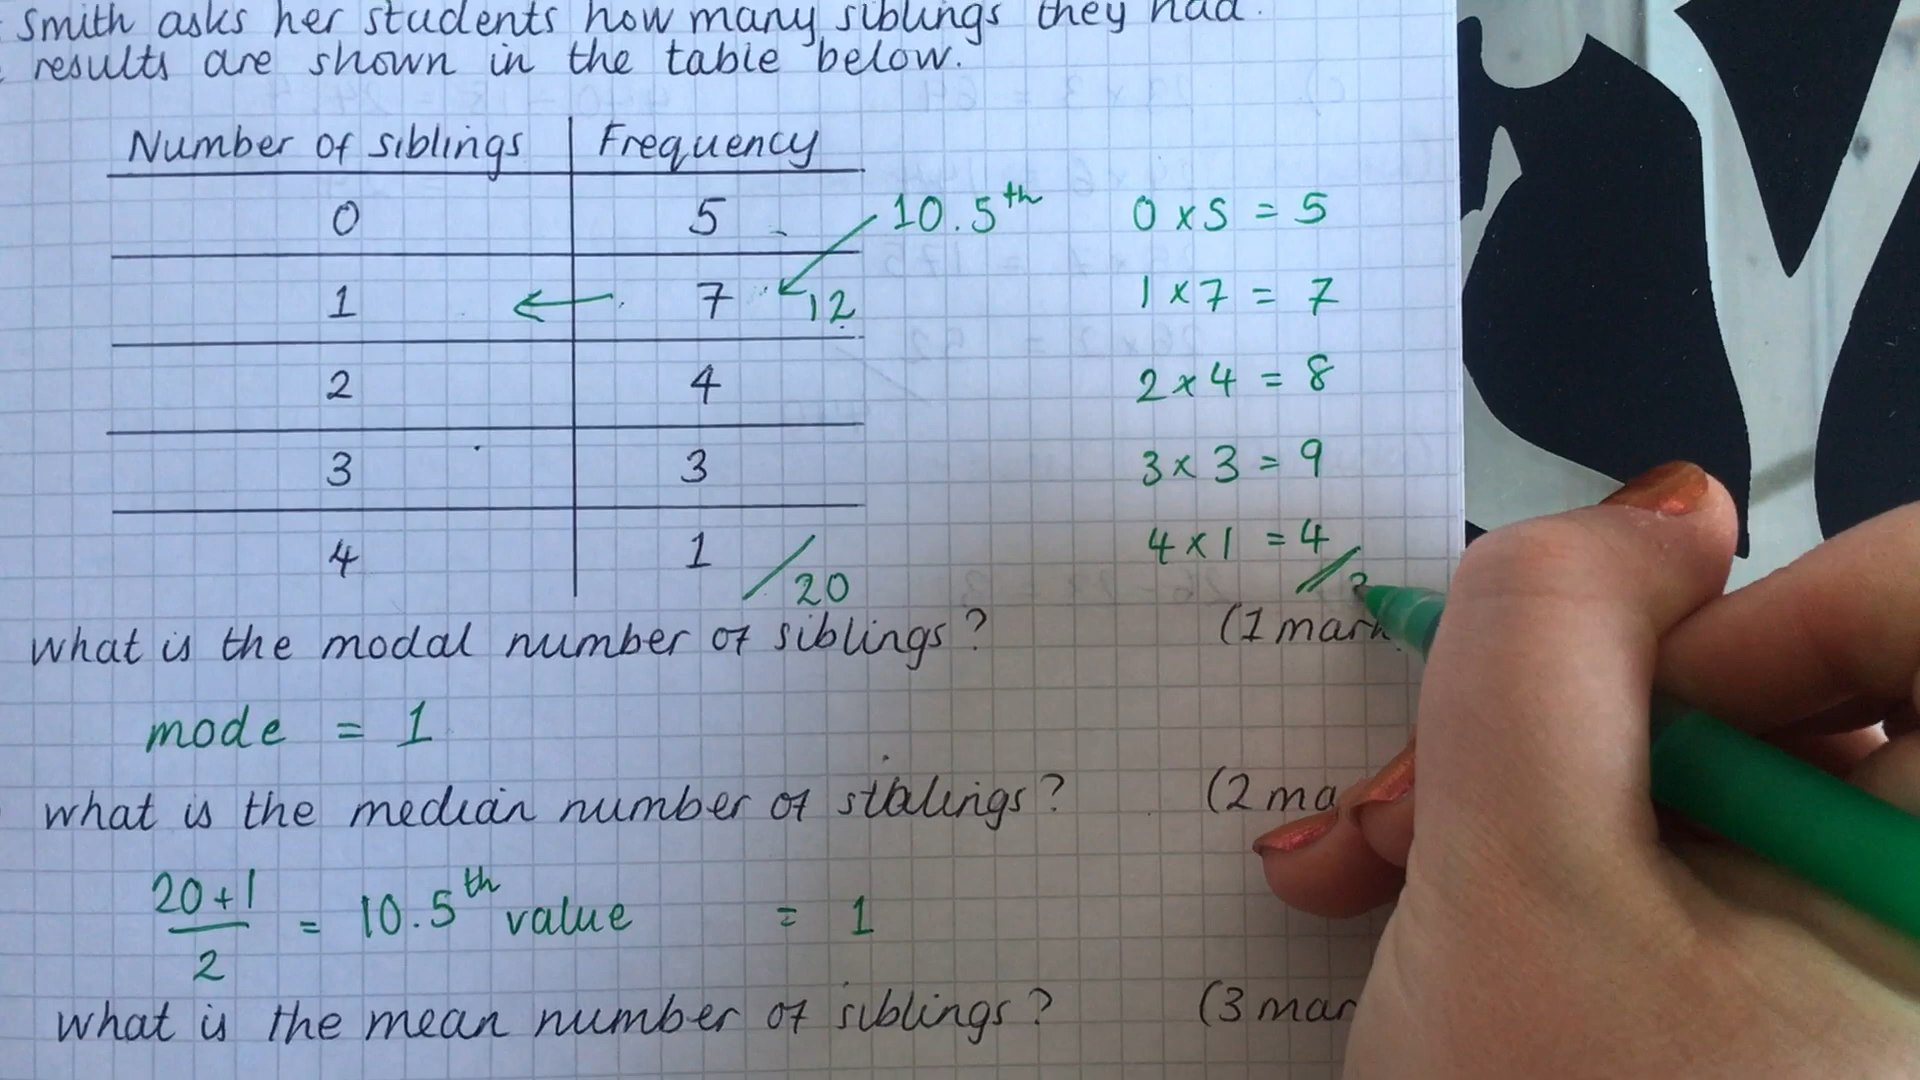 Smith asks her students how many siblings they had.
results are shown in the table below.
Number of siblings Frequency
0 5 10.5th 0 x 5 = 5
1 7 12 1 x 7 = 7
2 4 2 x 4 = 8
3 3 3 x 3 = 9
4 1 20 4 x 1 = 4
what is the modal number of siblings? (1 mark
mode = 1
what is the median number of siblings? (2 ma
20+1
2
= 10.5th value = 1
what is the mean number of siblings? (3 mar